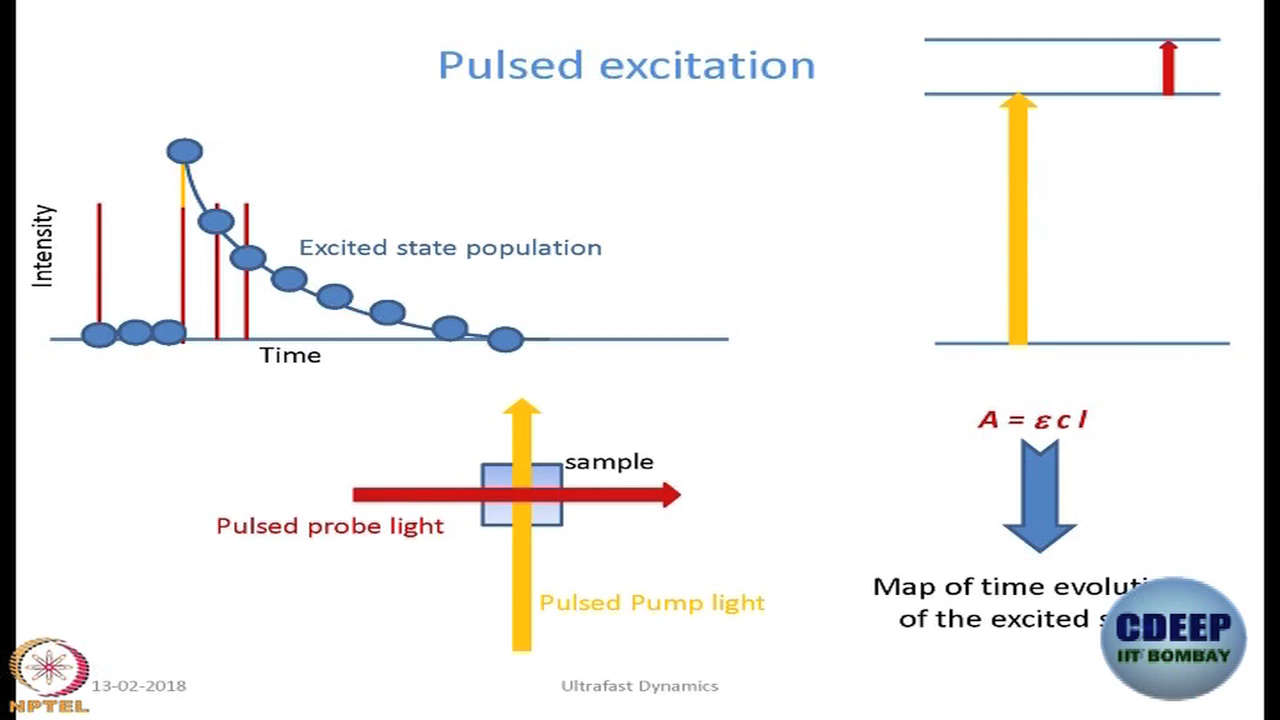 Pulsed excitation
Intensity
Excited state population
Time
sample
Pulsed probe light
Pulsed Pump light
A = ε c l
Map of time
of the excited
CDEEP
IIT BOMBAY
NPTEL
13-02-2018
Ultrafast Dynamics